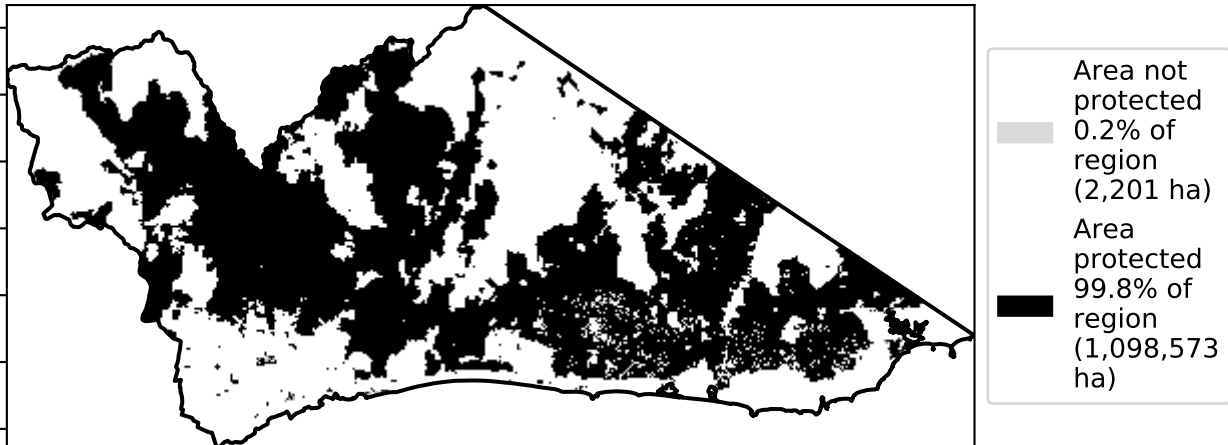 Area not
protected
0.2% of
region
(2,201 ha)
Area
protected
99.8% of
region
(1,098,573
ha)